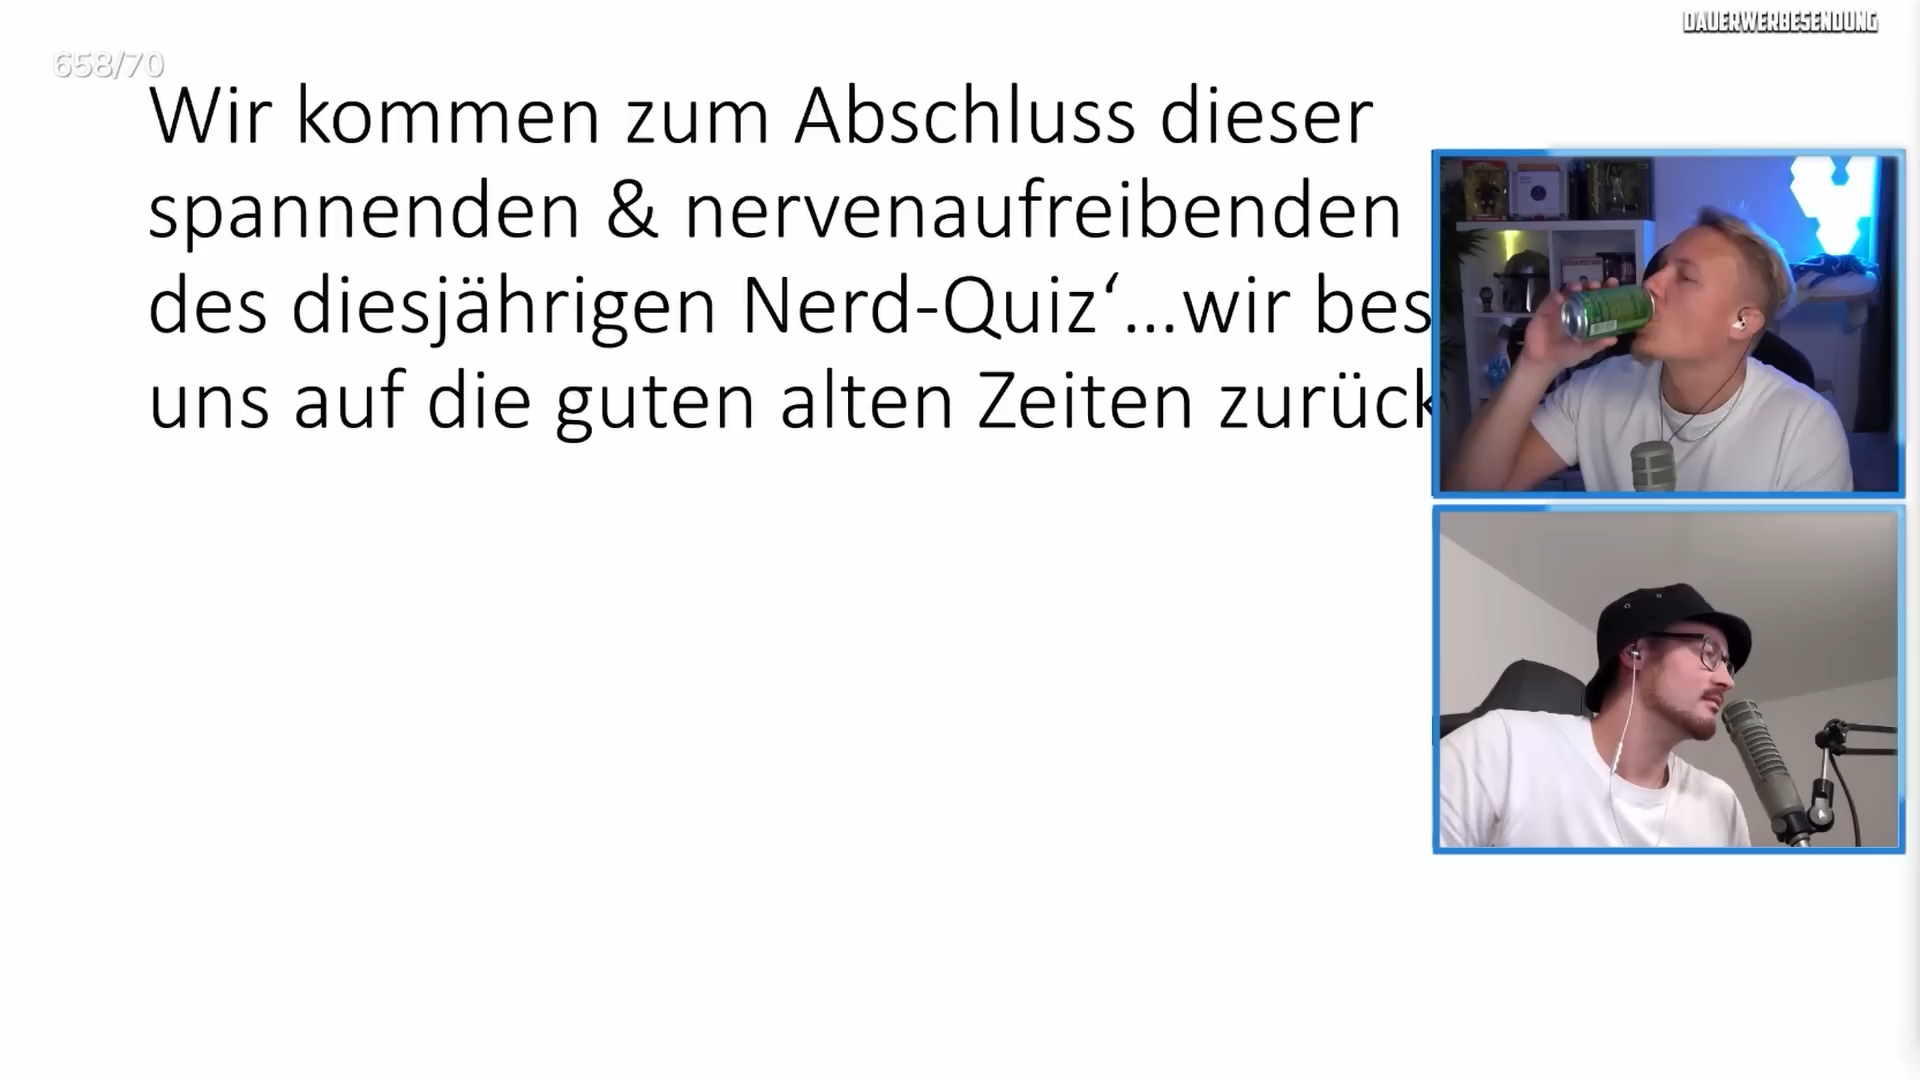 DAUERWERBESENDUNG
658/70
Wir kommen zum Abschluss dieser
spannenden & nervenaufreibenden
des diesjährigen Nerd-Quiz‘...wir bes
uns auf die guten alten Zeiten zurück